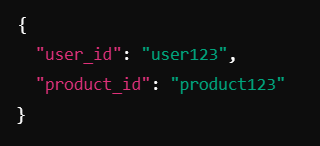 {
  "user_id": "user123",
  "product_id": "product123"
}